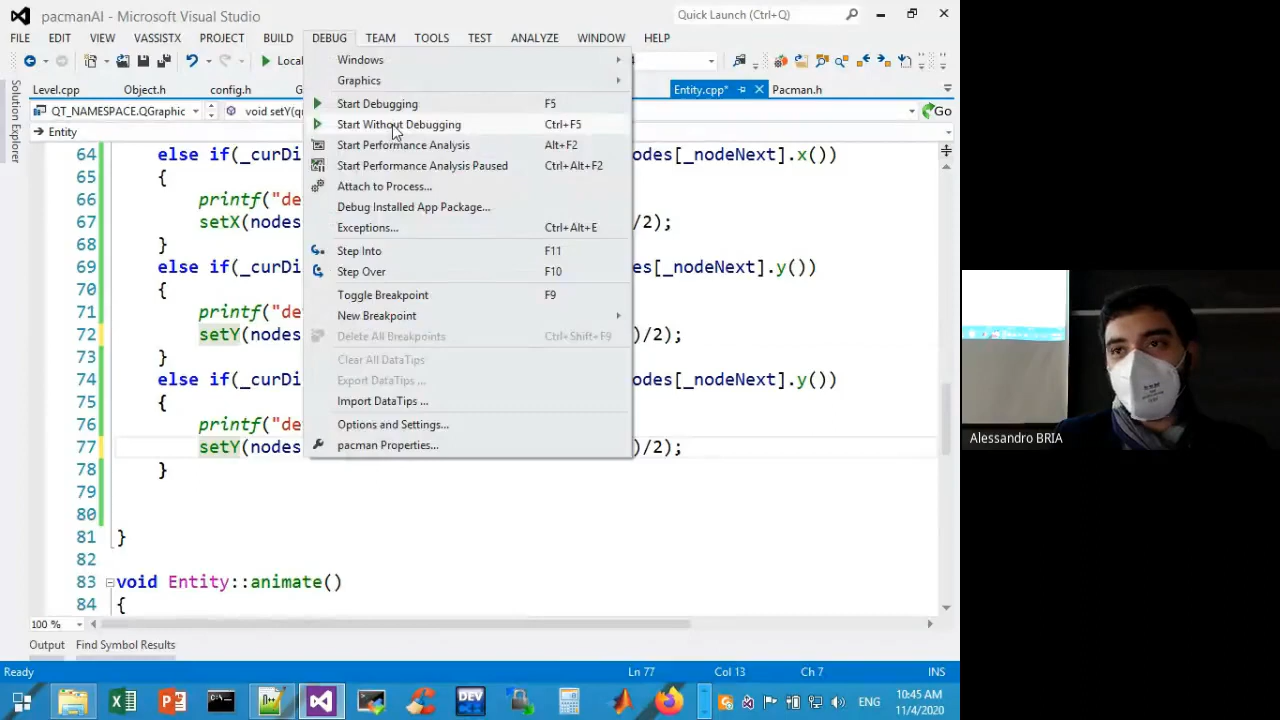 pacmanAI - Microsoft Visual Studio
Quick Launch (Ctrl+Q)
FILE EDIT VIEW VASSISTX PROJECT BUILD DEBUG TEAM TOOLS TEST ANALYZE WINDOW HELP
Local
Level.cpp Object.h config.h Entity.cpp* Pacman.h
QT_NAMESPACE.QGraphic void setY(q Go
Entity
Solution Explorer
Windows
Graphics
Start Debugging F5
Start Without Debugging Ctrl+F5
Start Performance Analysis Alt+F2
Start Performance Analysis Paused Ctrl+Alt+F2
Attach to Process...
Debug Installed App Package...
Exceptions... Ctrl+Alt+E
Step Into F11
Step Over F10
Toggle Breakpoint F9
New Breakpoint
Delete All Breakpoints Ctrl+Shift+F9
Clear All DataTips
Export DataTips ...
Import DataTips ...
Options and Settings...
pacman Properties...
64 else if(_curDi odes[_nodeNext].x())
65 {
66 printf("de
67 setX(nodes /2);
68 }
69 else if(_curDi es[_nodeNext].y())
70 {
71 printf("de
72 setY(nodes )/2);
73 }
74 else if(_curDi odes[_nodeNext].y())
75 {
76 printf("de
77 setY(nodes )/2);
78 }
79
80
81 }
82
83 void Entity::animate()
84 {
100 %
Output Find Symbol Results
Ready Ln 77 Col 13 Ch 7 INS
DEV
ENG
10:45 AM
11/4/2020
Alessandro BRIA